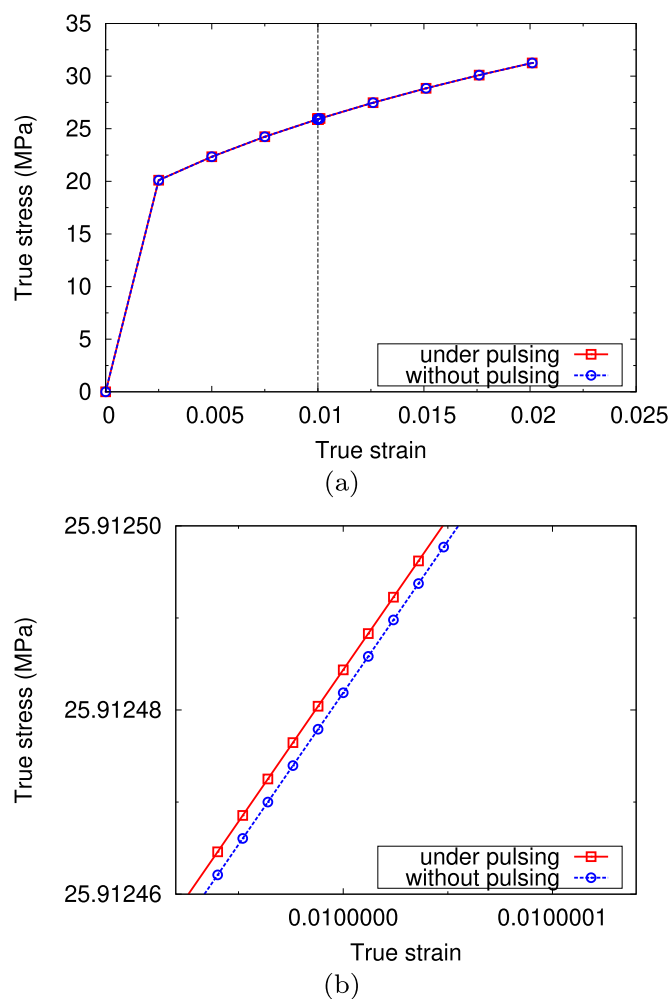 35
30
25
20
15
10
5
0
True stress (MPa)
under pulsing
without pulsing
0 0.005 0.01 0.015 0.02 0.025
True strain
(a)
25.91250
25.91248
25.91246
True stress (MPa)
under pulsing
without pulsing
0.0100000 0.0100001
True strain
(b)